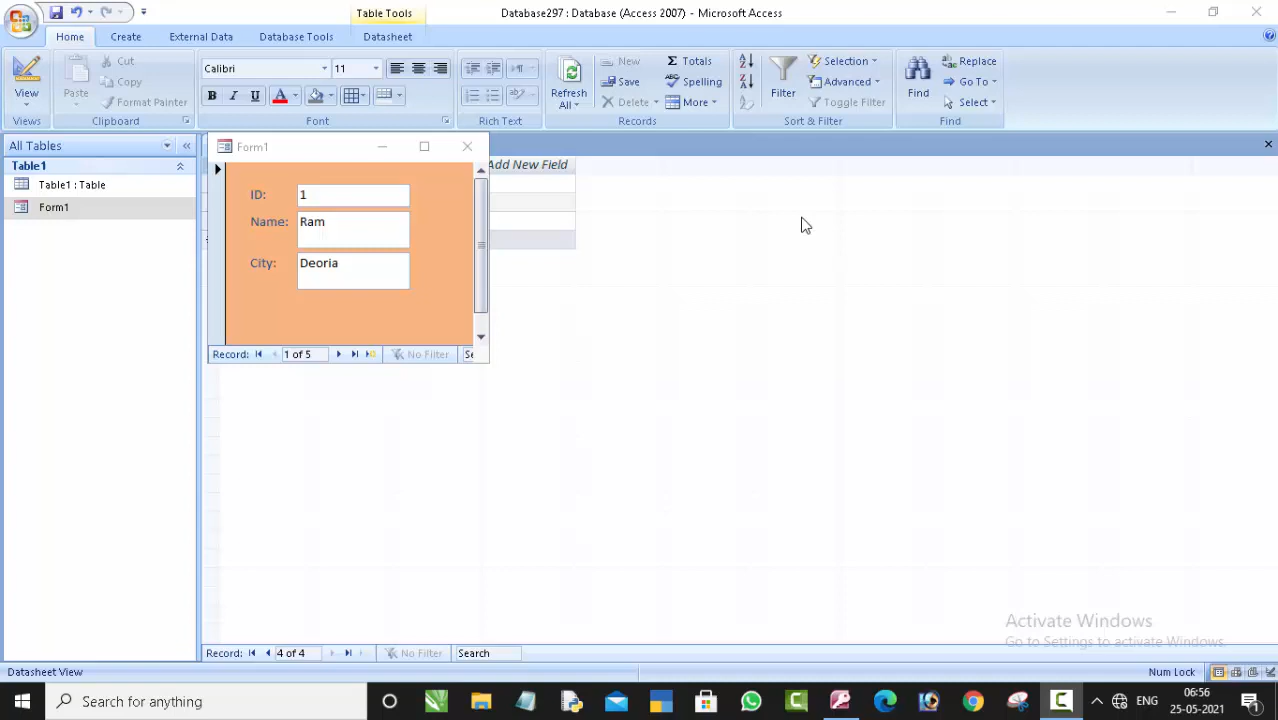 Table Tools
Database297 : Database (Access 2007) - Microsoft Access
Home
Create
External Data
Database Tools
Datasheet
View
Views
Paste
Cut
Copy
Format Painter
Clipboard
Calibri
11
B I U A
Font
Rich Text
Refresh
All
New
Save
Delete
Totals
Spelling
More
Records
Filter
Selection
Advanced
Toggle Filter
Sort & Filter
Find
Replace
Go To
Select
Find
All Tables
Table1
Table1 : Table
Form1
Form1
Add New Field
ID: 1
Name: Ram
City: Deoria
Record: 1 of 5 No Filter Se
Activate Windows
Go to Settings to activate Windows.
Record: 4 of 4 No Filter Search
Datasheet View
Num Lock
Search for anything
ENG
06:56
25-05-2021
1